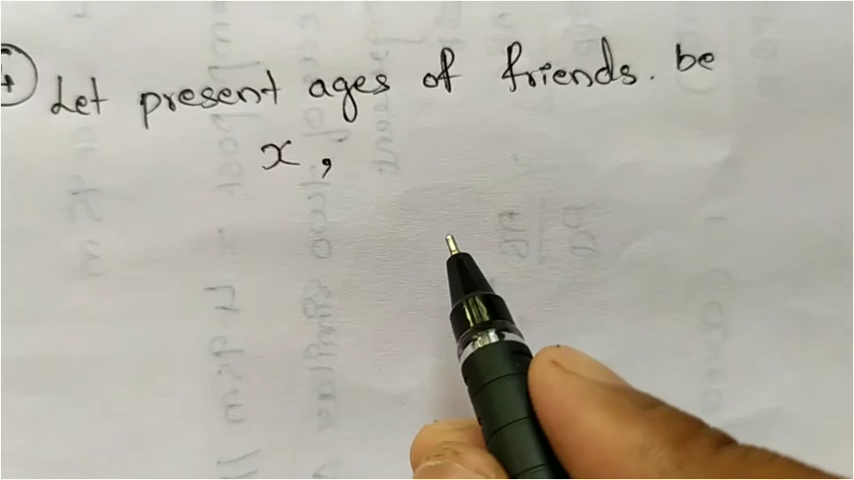 Let present ages of friends. be
x,